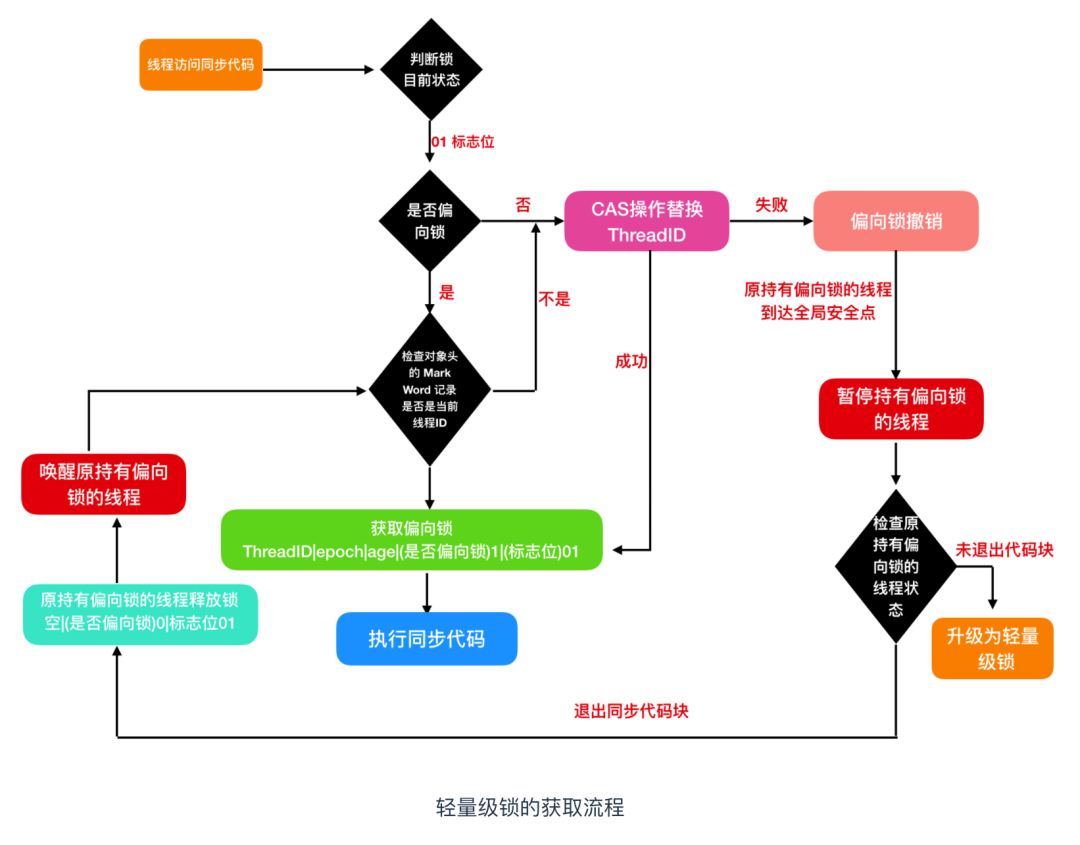 线程访问同步代码
判断锁
目前状态
01 标志位
是否偏
向锁
否
CAS操作替换
ThreadID
失败
偏向锁撤销
是
不是
原持有偏向锁的线程
到达全局安全点
检查对象头
的 Mark
Word 记录
是否是当前
线程ID
成功
暂停持有偏向锁
的线程
唤醒原持有偏向
锁的线程
获取偏向锁
ThreadID|epoch|age|(是否偏向锁)1|(标志位)01
检查原
持有偏
向锁的
线程状
态
未退出代码块
原持有偏向锁的线程释放锁
空|(是否偏向锁)0|标志位01
执行同步代码
升级为轻量
级锁
退出同步代码块
轻量级锁的获取流程